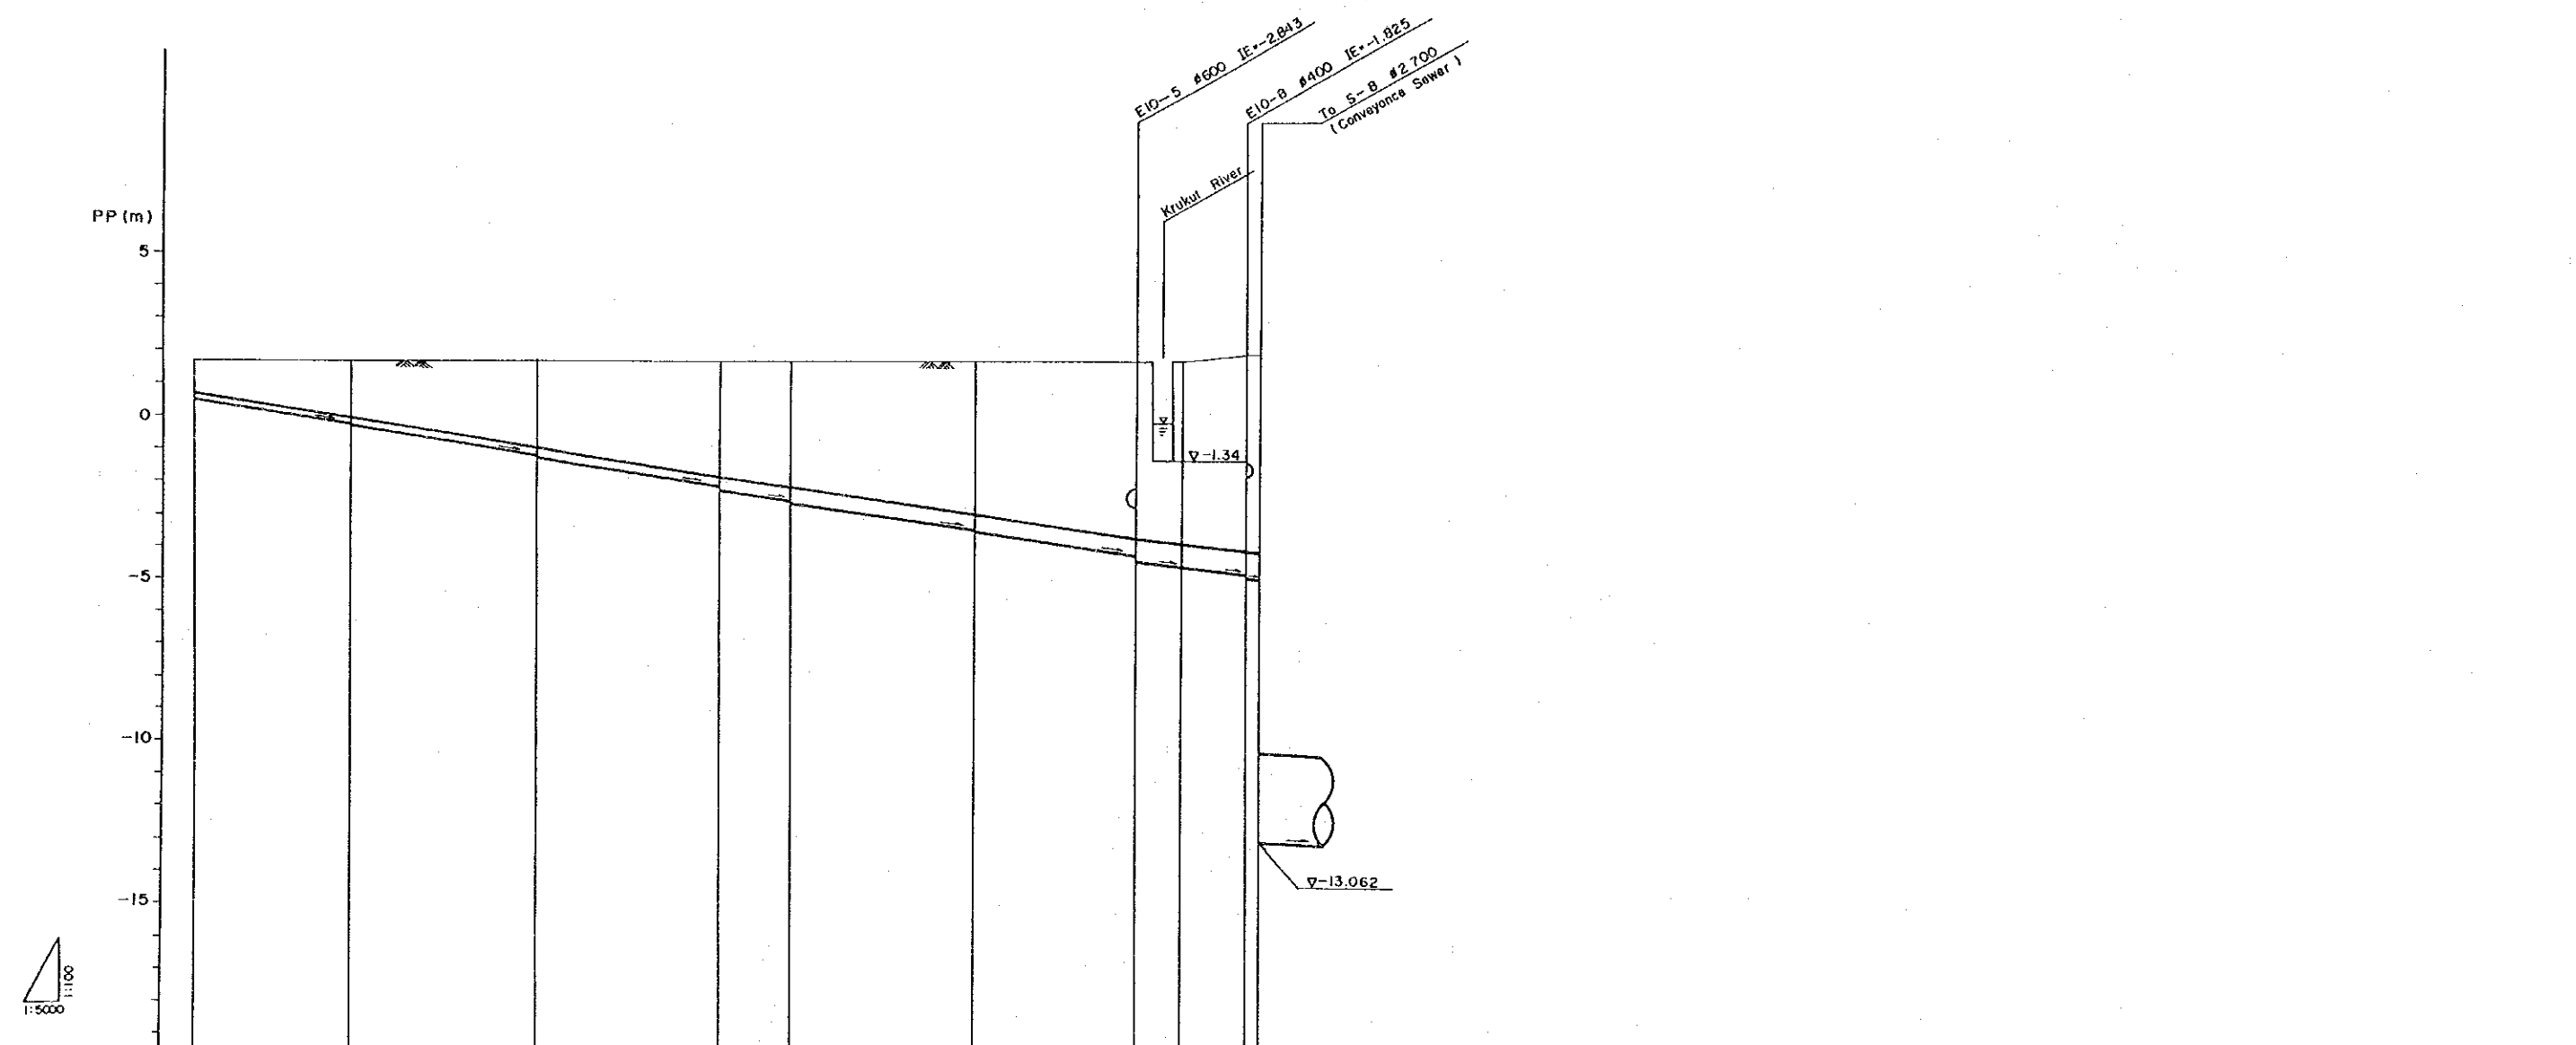 E10-5 ø600 IE=-2.843
E10-8 ø400 IE=-1.825
To S-8 ø2.700
(Conveyance Sewer)
Krukut River
PP (m)
5
0
▽-1.34
-5
-10
▽-13.062
-15
1:100
1:5000